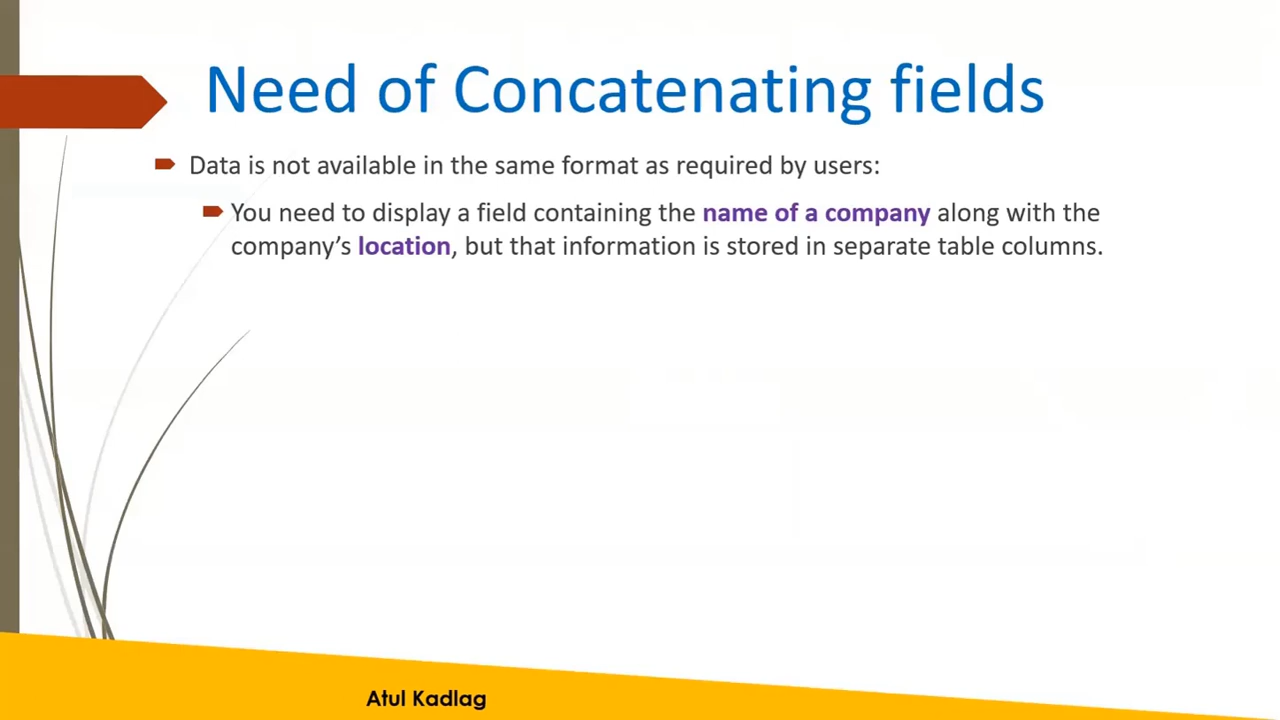 Need of Concatenating fields
Data is not available in the same format as required by users:
You need to display a field containing the name of a company along with the
company’s location, but that information is stored in separate table columns.
Atul Kadlag